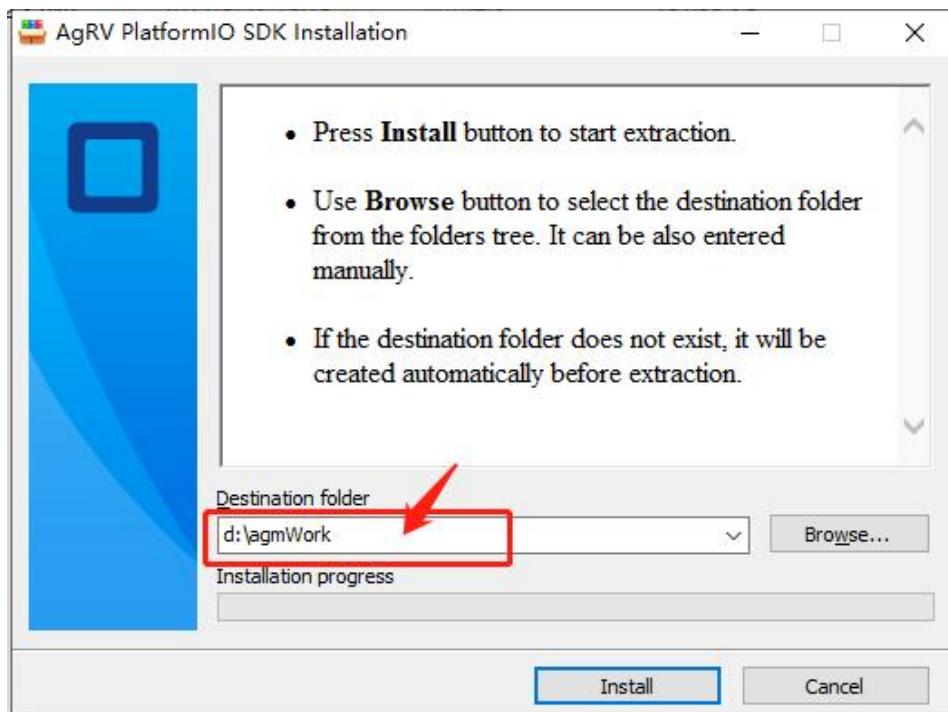 AgRV PlatformIO SDK Installation
• Press Install button to start extraction.
• Use Browse button to select the destination folder
from the folders tree. It can be also entered
manually.
• If the destination folder does not exist, it will be
created automatically before extraction.
Destination folder
d:\agmWork
Browse...
Installation progress
Install
Cancel